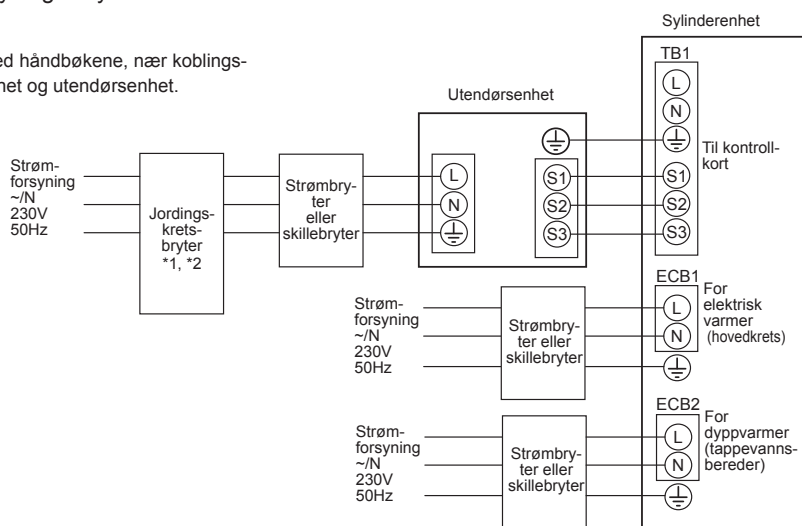 Sylinderenhet
ed håndbøkene, nær koblings-
het og utendørsenhet.
TB1
L
N
Til kontroll-
kort
S1
S2
S3
Utendørsenhet
L
N
S1
S2
S3
Strøm-
forsyning
~/N
230V
50Hz
Jordings-
krets-
bryter
*1, *2
Strømbry-
ter
eller
skillebryter
ECB1
L
N
For
elektrisk
varmer
(hovedkrets)
Strøm-
forsyning
~/N
230V
50Hz
Strømbry-
ter eller
skillebryter
ECB2
L
N
For
dyppvarmer
(tappevanns-
bereder)
Strøm-
forsyning
~/N
230V
50Hz
Strømbry-
ter eller
skillebryter